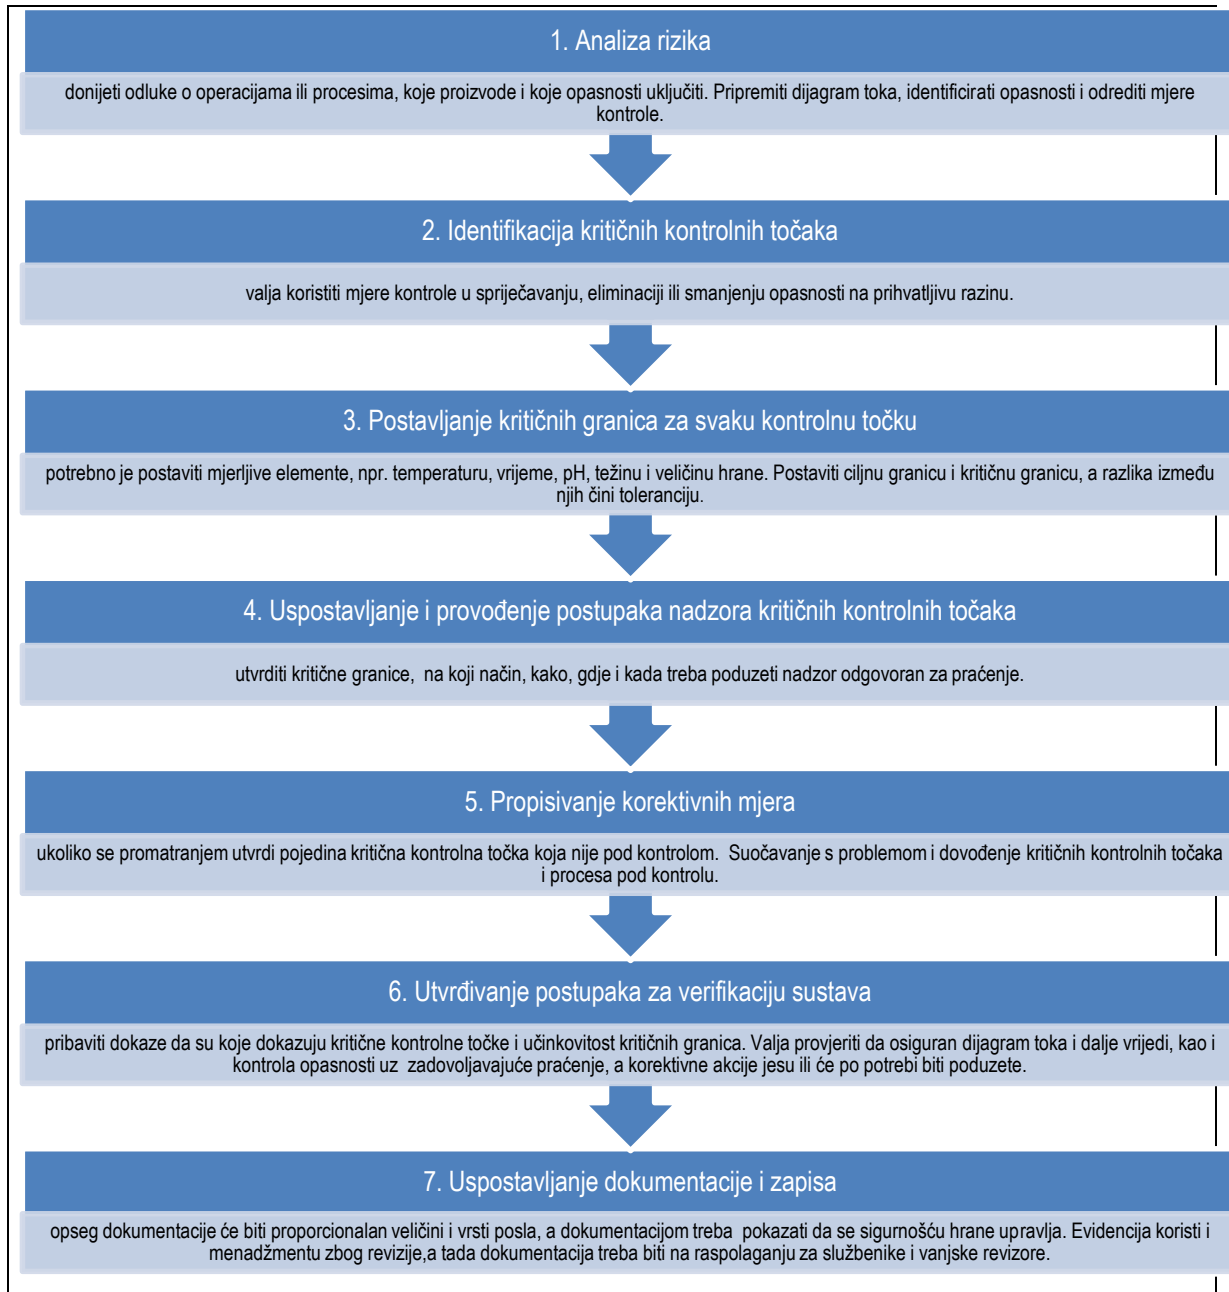 1. Analiza rizika
donijeti odluke o operacijama ili procesima, koje proizvode i koje opasnosti uključiti. Pripremiti dijagram toka, identificirati opasnosti i odrediti mjere
kontrole.
2. Identifikacija kritičnih kontrolnih točaka
valja koristiti mjere kontrole u spriječavanju, eliminaciji ili smanjenju opasnosti na prihvatljivu razinu.
3. Postavljanje kritičnih granica za svaku kontrolnu točku
potrebno je postaviti mjerljive elemente, npr. temperaturu, vrijeme, pH, težinu i veličinu hrane. Postaviti ciljnu granicu i kritičnu granicu, a razlika između
njih čini toleranciju.
4. Uspostavljanje i provođenje postupaka nadzora kritičnih kontrolnih točaka
utvrditi kritične granice, na koji način, kako, gdje i kada treba poduzeti nadzor odgovoran za praćenje.
5. Propisivanje korektivnih mjera
ukoliko se promatranjem utvrdi pojedina kritična kontrolna točka koja nije pod kontrolom. Suočavanje s problemom i dovođenje kritičnih kontrolnih točaka
i procesa pod kontrolu.
6. Utvrđivanje postupaka za verifikaciju sustava
pribaviti dokaze da su koje dokazuju kritične kontrolne točke i učinkovitost kritičnih granica. Valja provjeriti da osiguran dijagram toka i dalje vrijedi, kao i
kontrola opasnosti uz zadovoljavajuće praćenje, a korektivne akcije jesu ili će po potrebi biti poduzete.
7. Uspostavljanje dokumentacije i zapisa
opseg dokumentacije će biti proporcionalan veličini i vrsti posla, a dokumentacijom treba pokazati da se sigurnošću hrane upravlja. Evidencija koristi i
menadžmentu zbog revizije,a tada dokumentacija treba biti na raspolaganju za službenike i vanjske revizore.